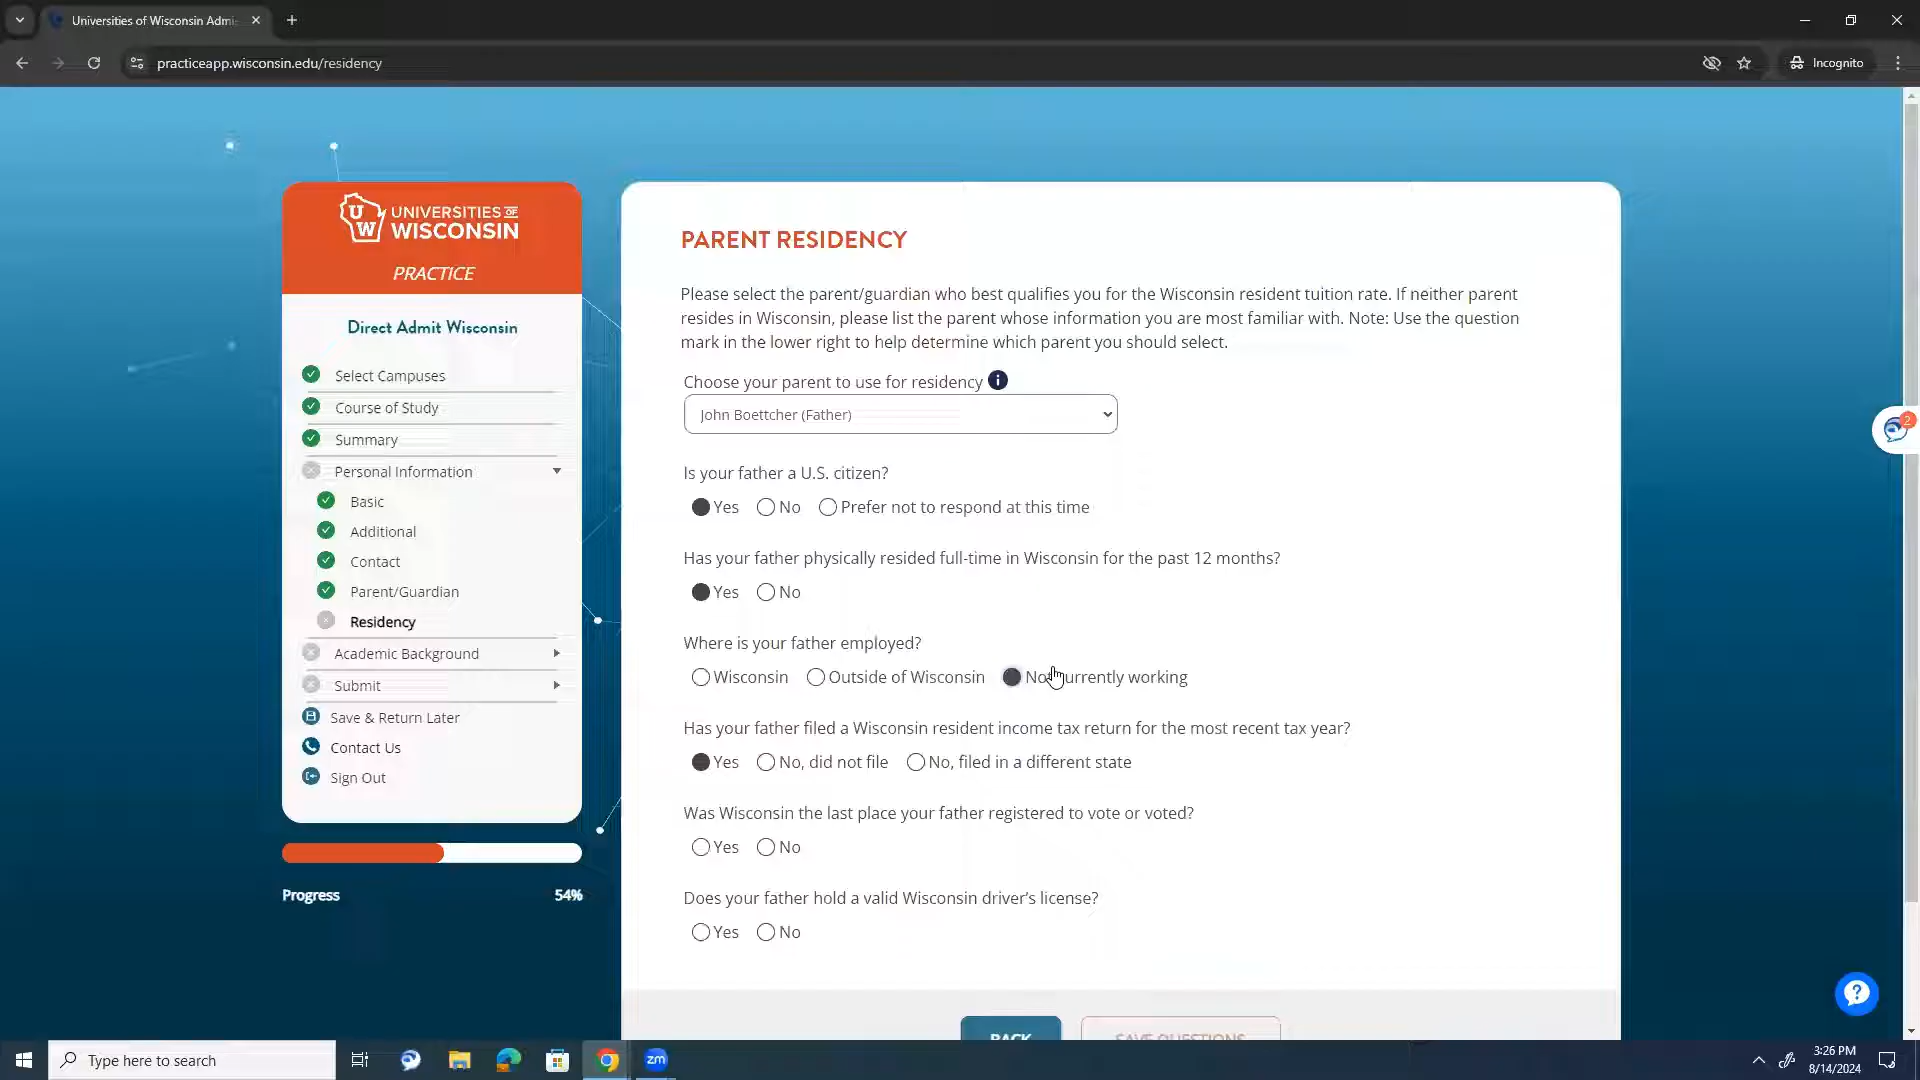 Universities of Wisconsin Admi
practiceapp.wisconsin.edu/residency
Incognito
UW
UNIVERSITIES OF
WISCONSIN
PRACTICE
Direct Admit Wisconsin
Select Campuses
Course of Study
Summary
Personal Information
Basic
Additional
Contact
Parent/Guardian
Residency
Academic Background
Submit
Save & Return Later
Contact Us
Sign Out
Progress 54%
PARENT RESIDENCY
Please select the parent/guardian who best qualifies you for the Wisconsin resident tuition rate. If neither parent
resides in Wisconsin, please list the parent whose information you are most familiar with. Note: Use the question
mark in the lower right to help determine which parent you should select.
Choose your parent to use for residency i
John Boettcher (Father)
Is your father a U.S. citizen?
Yes No Prefer not to respond at this time
Has your father physically resided full-time in Wisconsin for the past 12 months?
Yes No
Where is your father employed?
Wisconsin Outside of Wisconsin Not currently working
Has your father filed a Wisconsin resident income tax return for the most recent tax year?
Yes No, did not file No, filed in a different state
Was Wisconsin the last place your father registered to vote or voted?
Yes No
Does your father hold a valid Wisconsin driver's license?
Yes No
BACK SAVE QUESTIONS
2
?
Type here to search
zm
3:26 PM
8/14/2024